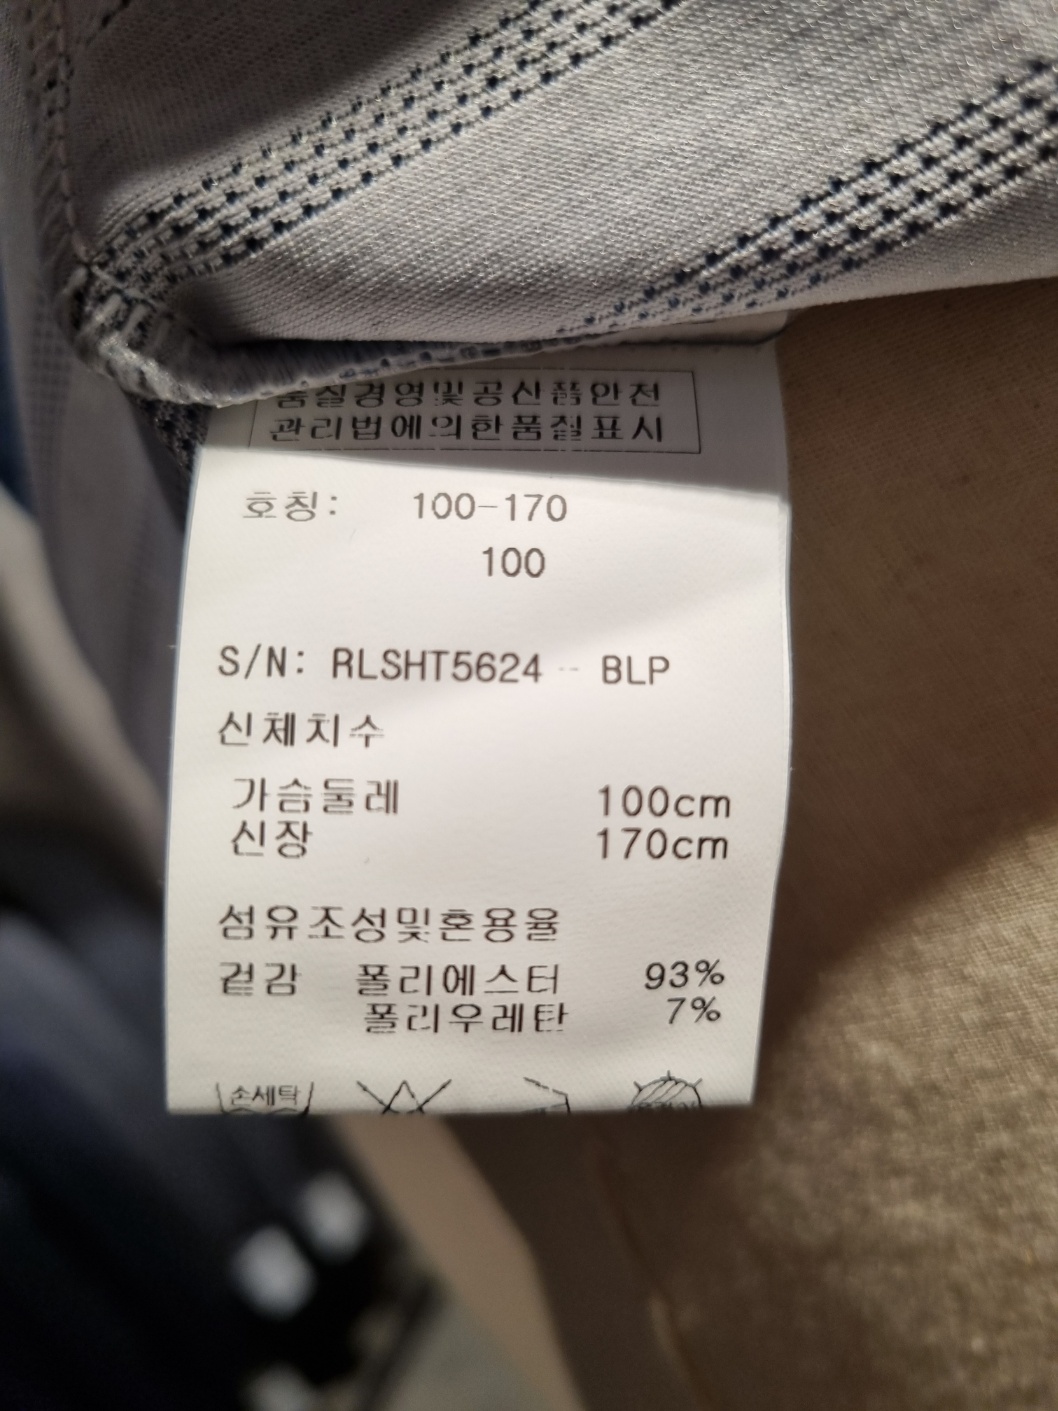 품질경영및공산품안전
관리법에의한품질표시
호칭: 100-170
100
S/N: RLSHT5624 - BLP
신체치수
가슴둘레 100cm
신장 170cm
섬유조성및혼용율
겉감 폴리에스터 93%
폴리우레탄 7%
손세탁